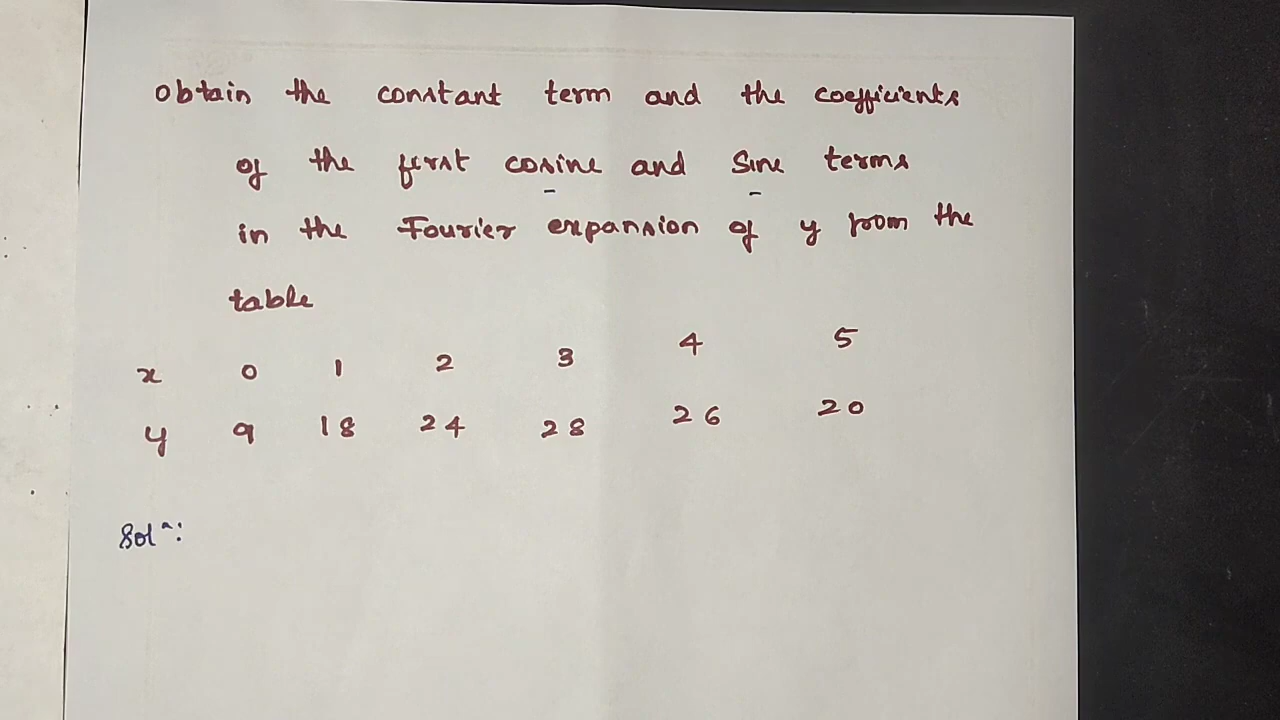 obtain the constant term and the coefficients
of the first cosine and sine terms
in the Fourier expansion of y from the
table
x 0 1 2 3 4 5
y 9 18 24 28 26 20
Solⁿ: